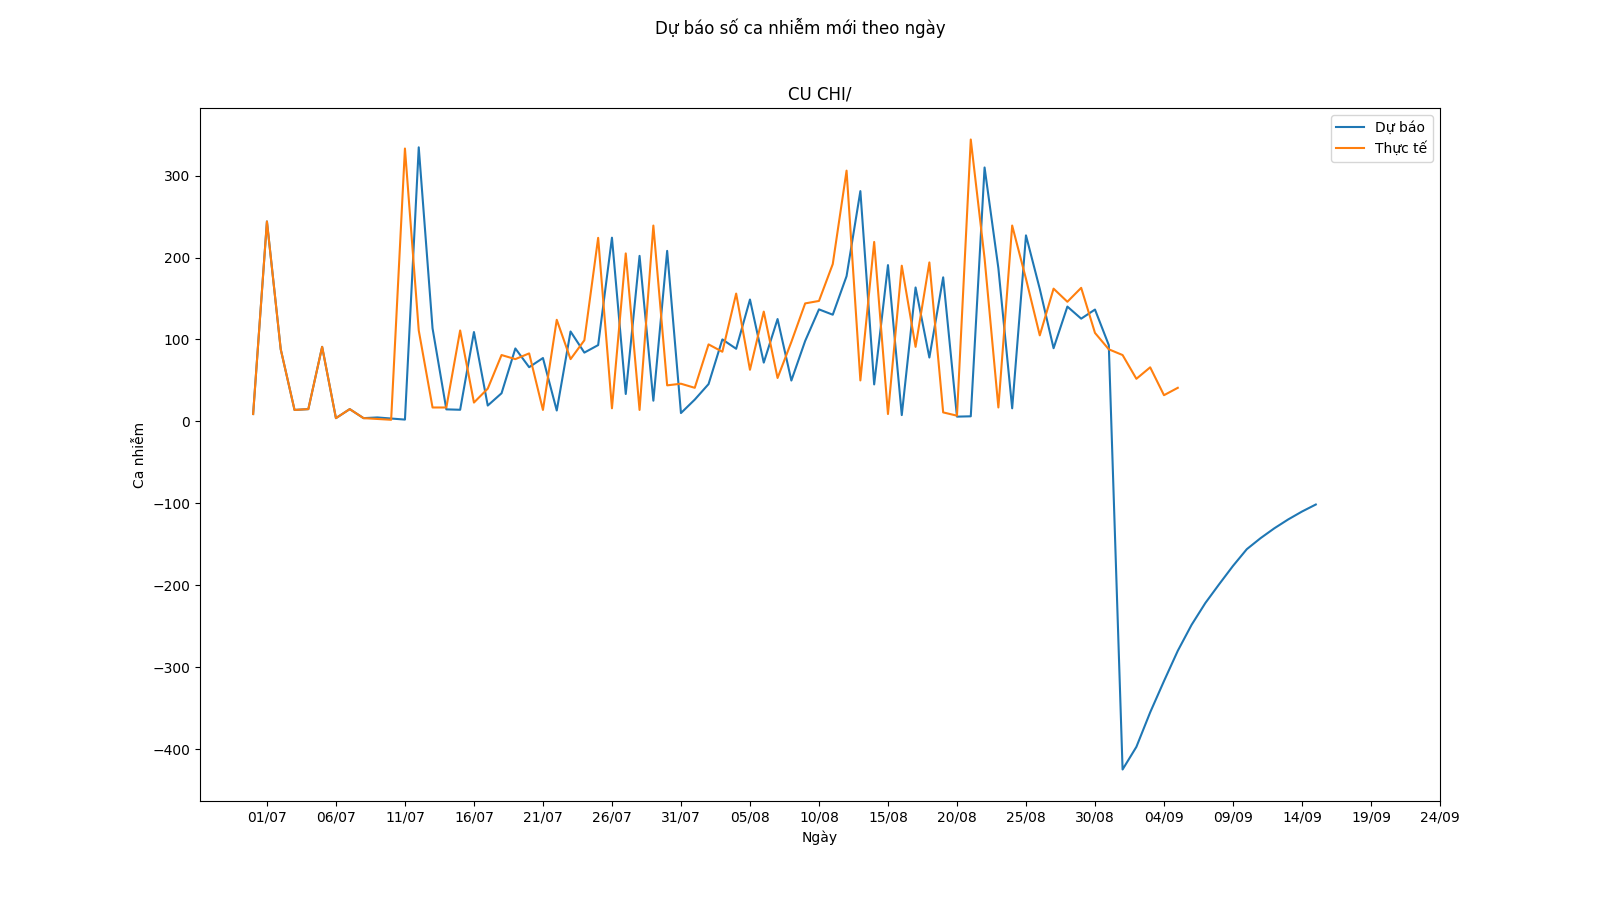 Dự báo số ca nhiễm mới theo ngày
CU CHI/
Dự báo
Thực tế
300
200
100
0
−100
−200
−300
−400
Ca nhiễm
01/07 06/07 11/07 16/07 21/07 26/07 31/07 05/08 10/08 15/08 20/08 25/08 30/08 04/09 09/09 14/09 19/09 24/09
Ngày